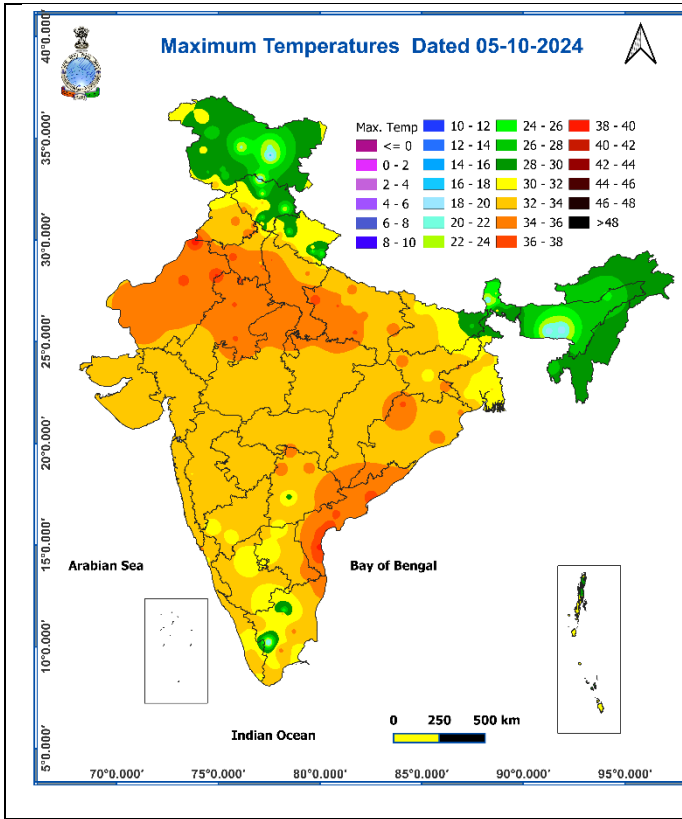 Maximum Temperatures Dated 05-10-2024
Max. Temp
<= 0
0 - 2
2 - 4
4 - 6
6 - 8
8 - 10
10 - 12
12 - 14
14 - 16
16 - 18
18 - 20
20 - 22
22 - 24
24 - 26
26 - 28
28 - 30
30 - 32
32 - 34
34 - 36
36 - 38
38 - 40
40 - 42
42 - 44
44 - 46
46 - 48
>48
40°0.000'
35°0.000'
30°0.000'
25°0.000'
20°0.000'
15°0.000'
10°0.000'
5°0.000'
Arabian Sea
Bay of Bengal
Indian Ocean
0 250 500 km
70°0.000' 75°0.000' 80°0.000' 85°0.000' 90°0.000' 95°0.000'